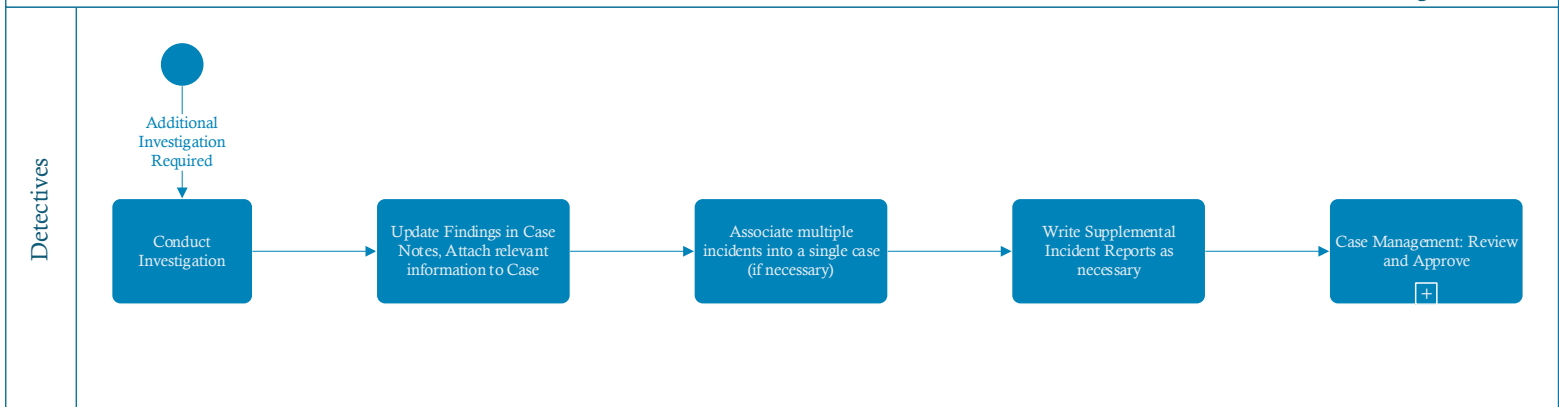 Additional
Investigation
Required
Detectives
Conduct
Investigation
Update Findings in Case
Notes, Attach relevant
information to Case
Associate multiple
incidents into a single case
(if necessary)
Write Supplemental
Incident Reports as
necessary
Case Management: Review
and Approve
+